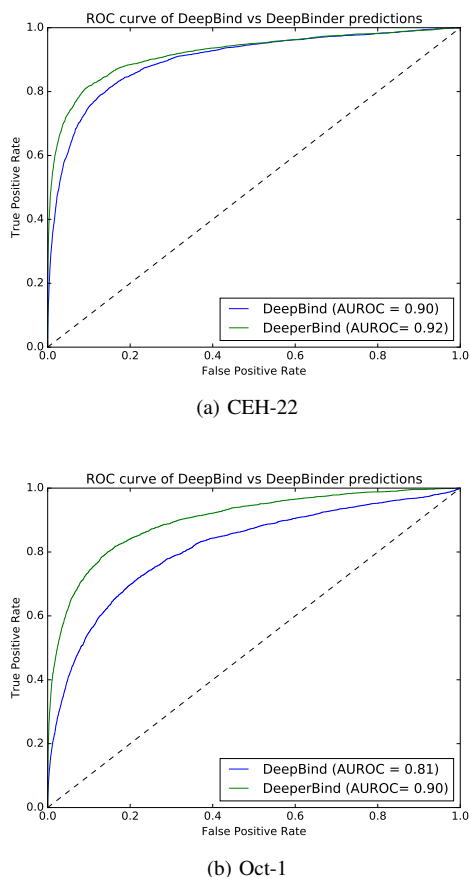 ROC curve of DeepBind vs DeepBinder predictions
1.0
0.8
0.6
0.4
0.2
0.0
True Positive Rate
DeepBind (AUROC = 0.90)
DeeperBind (AUROC= 0.92)
0.0 0.2 0.4 0.6 0.8 1.0
False Positive Rate
(a) CEH-22
ROC curve of DeepBind vs DeepBinder predictions
1.0
0.8
0.6
0.4
0.2
0.0
True Positive Rate
DeepBind (AUROC = 0.81)
DeeperBind (AUROC= 0.90)
0.0 0.2 0.4 0.6 0.8 1.0
False Positive Rate
(b) Oct-1